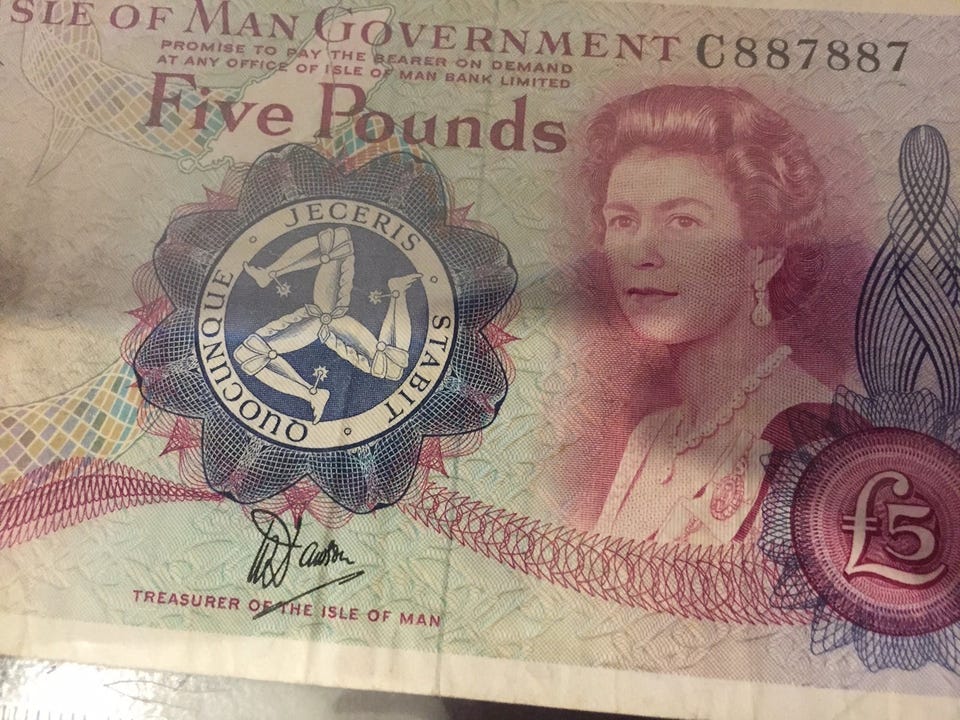 ISLE OF MAN GOVERNMENT C887887
PROMISE TO PAY THE BEARER ON DEMAND
AT ANY OFFICE OF ISLE OF MAN BANK LIMITED
Five Pounds
QUOCUNQUE JECERIS STABIT
£5
TREASURER OF THE ISLE OF MAN